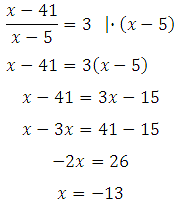 (x − 41)/(x − 5) = 3 |· (x − 5)
x − 41 = 3(x − 5)
x − 41 = 3x − 15
x − 3x = 41 − 15
−2x = 26
x = −13